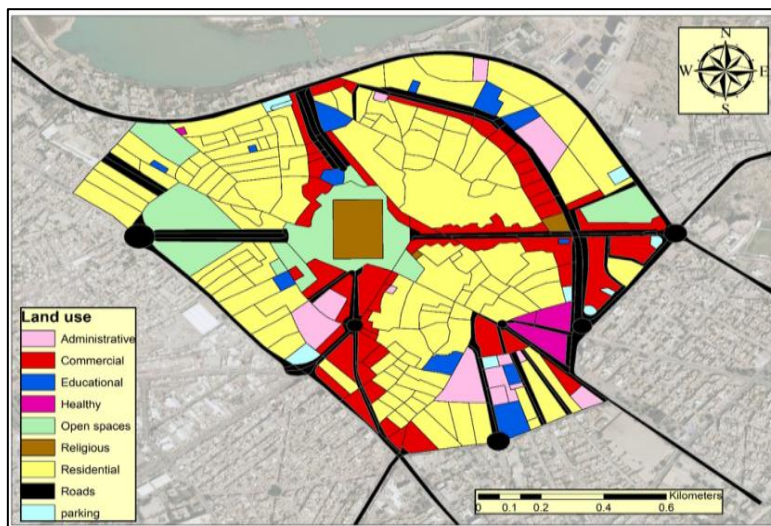 N
W E
S
Land use
Administrative
Commercial
Educational
Healthy
Open spaces
Religious
Residential
Roads
parking
Kilometers
0 0.1 0.2 0.4 0.6